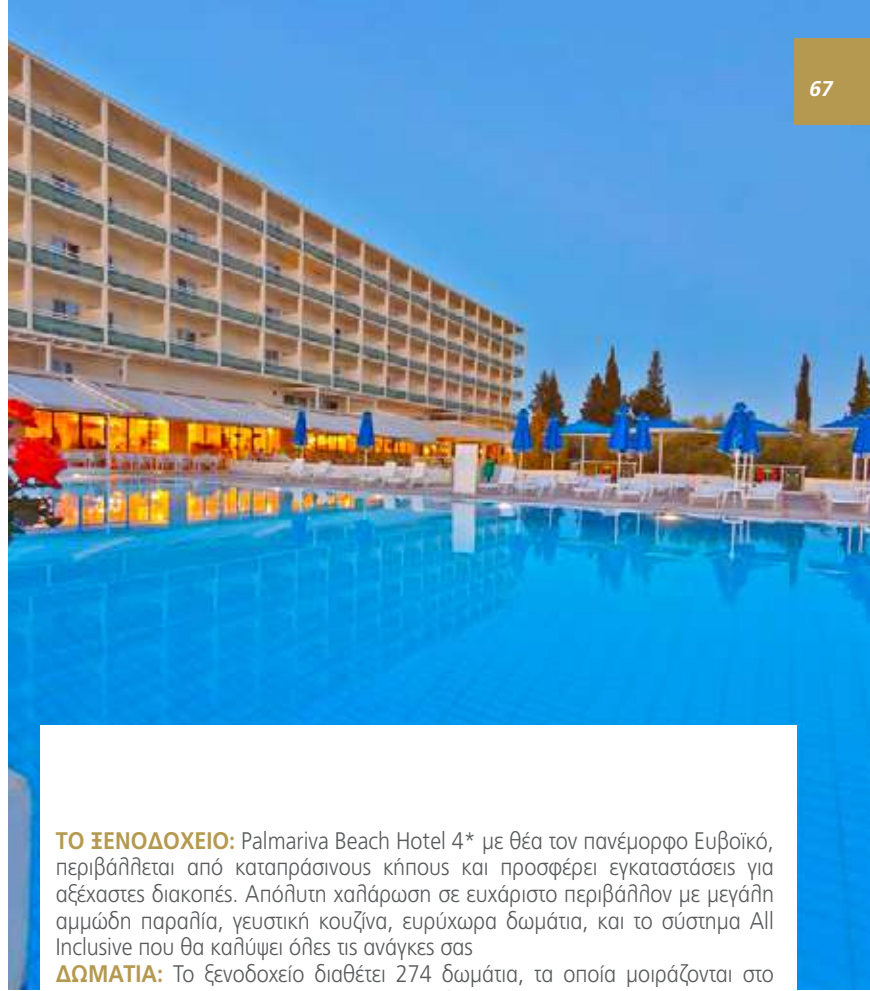 67
ΤΟ ΞΕΝΟΔΟΧΕΙΟ: Palmariva Beach Hotel 4* με θέα τον πανέμορφο Ευβοϊκό,
περιβάλλεται από καταπράσινους κήπους και προσφέρει εγκαταστάσεις για
αξέχαστες διακοπές. Απόλυτη χαλάρωση σε ευχάριστο περιβάλλον με μεγάλη
αμμώδη παραλία, γευστική κουζίνα, ευρύχωρα δωμάτια, και το σύστημα All
Inclusive που θα καλύψει όλες τις ανάγκες σας
ΔΩΜΑΤΙΑ: Το ξενοδοχείο διαθέτει 274 δωμάτια, τα οποία μοιράζονται στο